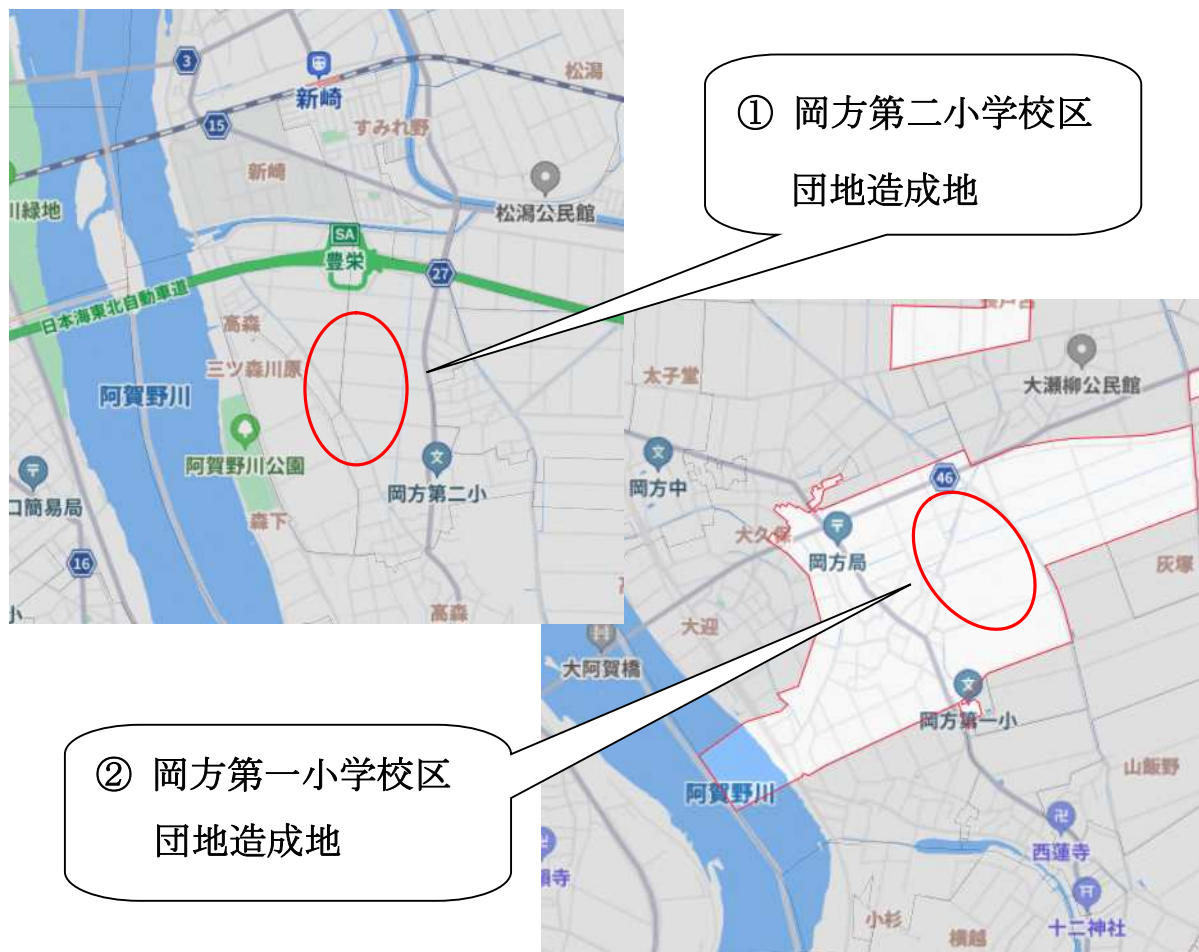 3
新崎
松潟
15
すみれ野
新崎
松潟公民館
川緑地
SA
豊栄
27
日本海東北自動車道
高森
三ツ森川原
阿賀野川
阿賀野川公園
岡方第二小
口簡易局
森下
16
高森
小
① 岡方第二小学校区
団地造成地
太子堂
大瀬柳公民館
46
岡方中
大久保
岡方局
灰塚
大迎
大阿賀橋
岡方第一小
山飯野
阿賀野川
西蓮寺
小杉
横越
十二神社
② 岡方第一小学校区
団地造成地